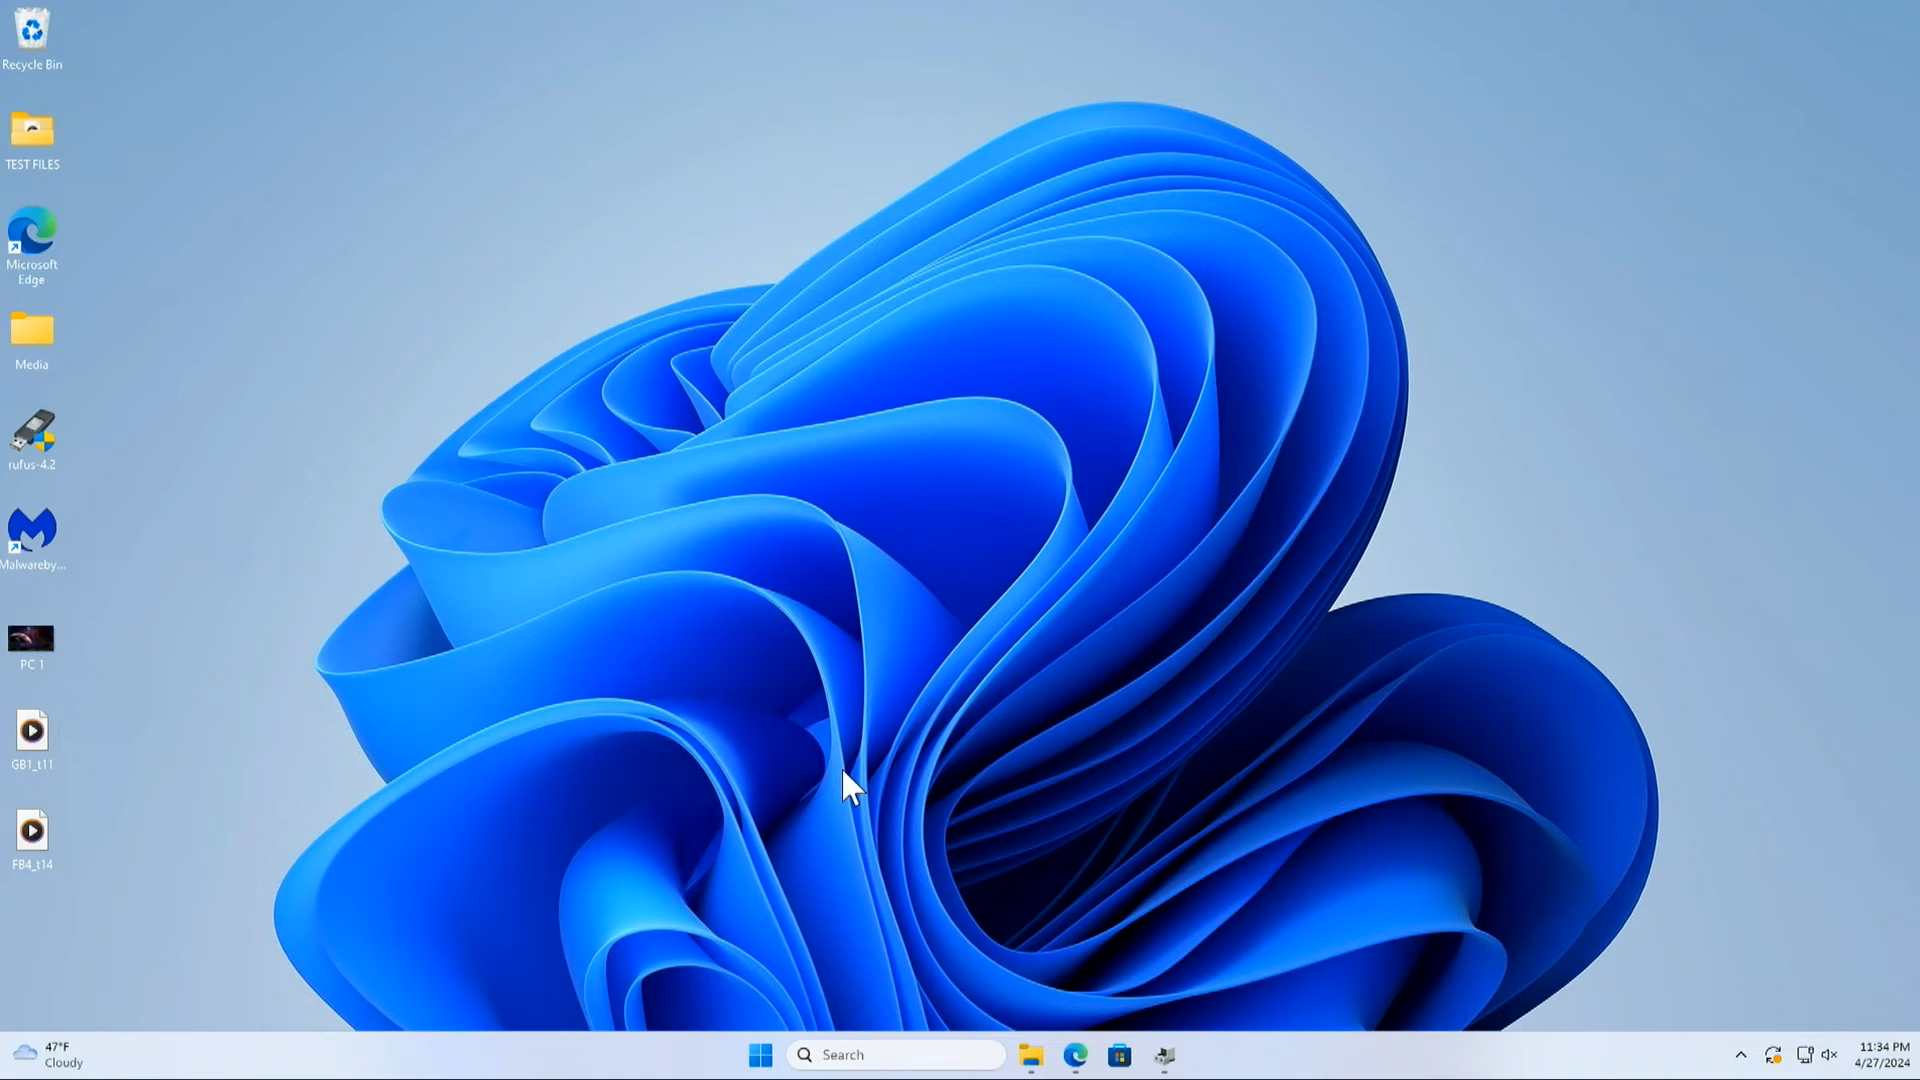 Recycle Bin
TEST FILES
Microsoft
Edge
Media
rufus-4.2
Malwareby...
PC 1
GB1_t11
FB4_t14
47°F
Cloudy
Search
11:34 PM
4/27/2024